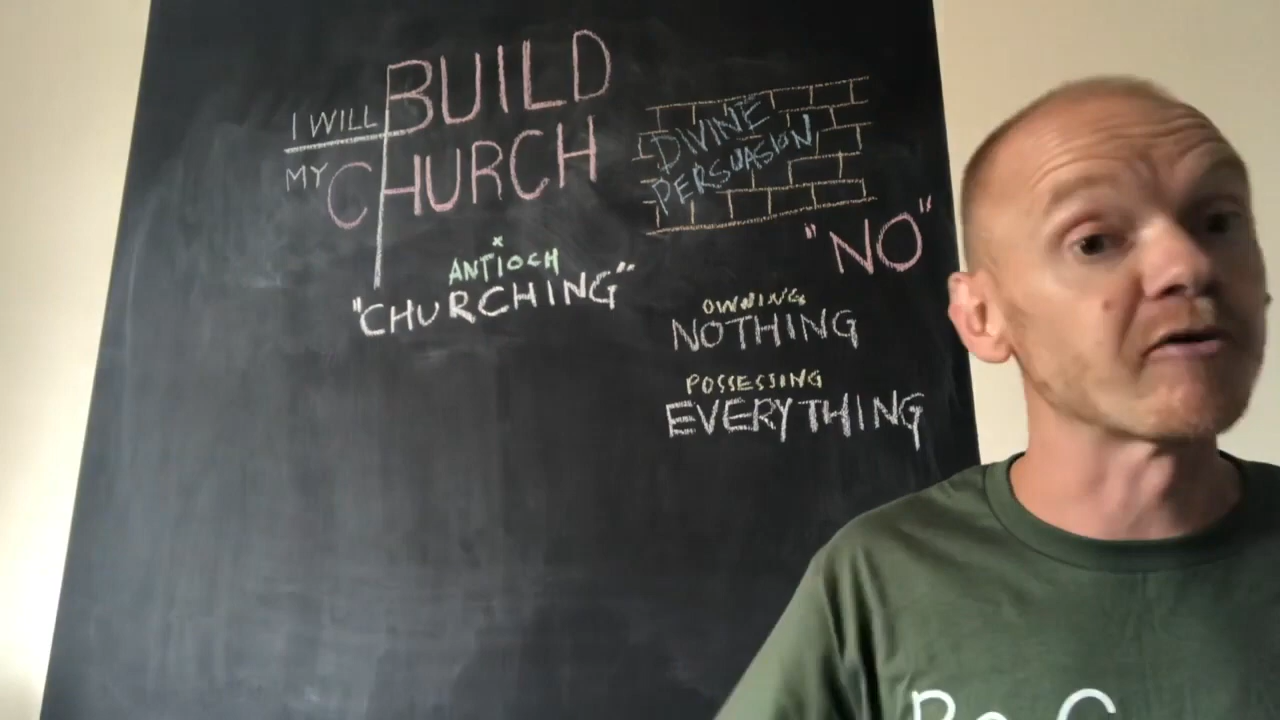 I WILL BUILD
MY CHURCH
x
ANTIOCH
"CHURCHING"
DIVINE
PERSUASION
"NO"
OWNING
NOTHING
POSSESSING
EVERYTHING